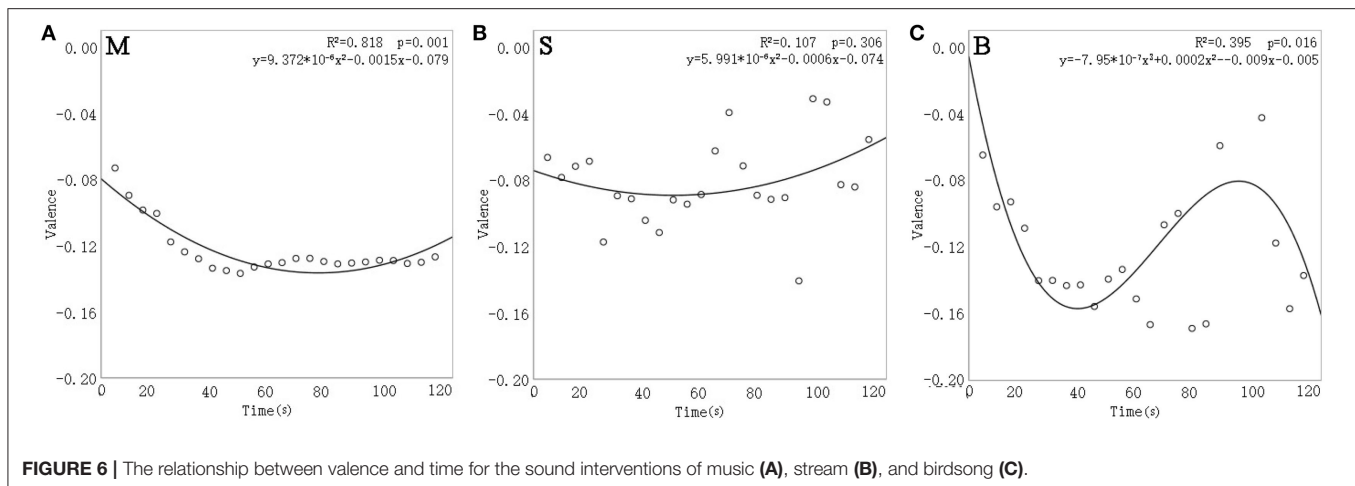 A
M
R²=0.818 p=0.001
y=9.372*10⁻⁶x²-0.0015x-0.079
0.00
-0.04
-0.08
-0.12
-0.16
-0.20
Valence
0 20 40 60 80 100 120
Time(s)
B
S
R²=0.107 p=0.306
y=5.991*10⁻⁶x²-0.0006x-0.074
0.00
-0.04
-0.08
-0.12
-0.16
-0.20
Valence
0 20 40 60 80 100 120
Time(s)
C
B
R²=0.395 p=0.016
y=-7.95*10⁻⁷x³+0.0002x²--0.009x-0.005
0.00
-0.04
-0.08
-0.12
-0.16
-0.20
Valence
0 20 40 60 80 100 120
Time(s)
FIGURE 6 | The relationship between valence and time for the sound interventions of music (A), stream (B), and birdsong (C).